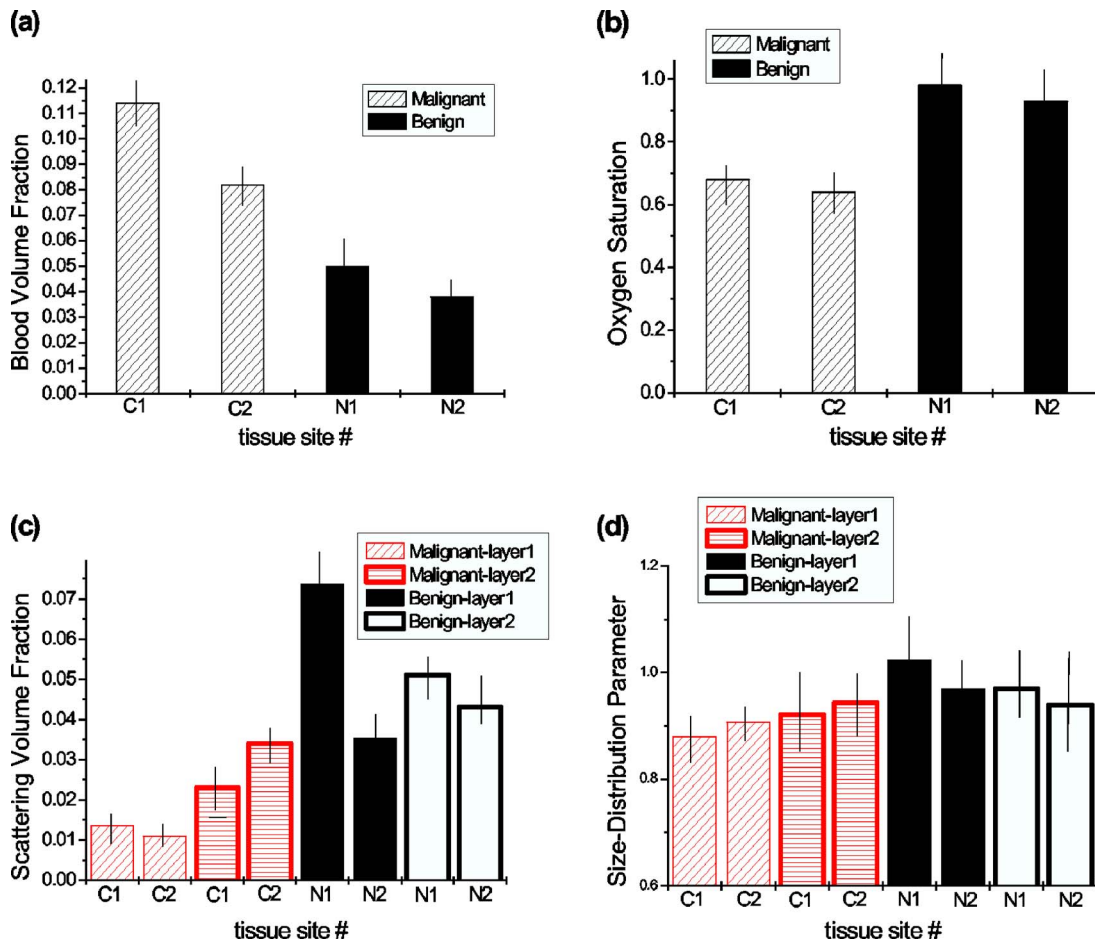 (a)
Malignant
Benign
0.12
0.11
0.10
0.09
0.08
0.07
0.06
0.05
0.04
0.03
0.02
0.01
0.00
Blood Volume Fraction
C1 C2 N1 N2
tissue site #
(b)
Malignant
Benign
1.0
0.8
0.6
0.4
0.2
0.0
Oxygen Saturation
C1 C2 N1 N2
tissue site #
(c)
Malignant-layer1
Malignant-layer2
Benign-layer1
Benign-layer2
0.07
0.06
0.05
0.04
0.03
0.02
0.01
0.00
Scattering Volume Fraction
C1 C2 C1 C2 N1 N2 N1 N2
tissue site #
(d)
Malignant-layer1
Malignant-layer2
Benign-layer1
Benign-layer2
1.2
1.0
0.8
0.6
Size-Distribution Parameter
C1 C2 C1 C2 N1 N2 N1 N2
tissue site #